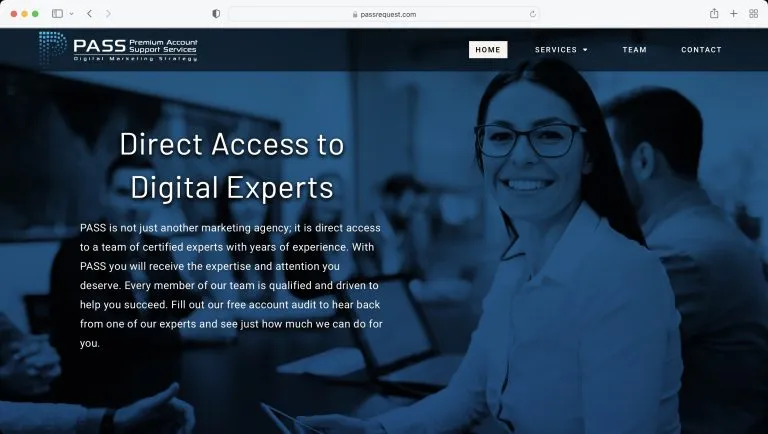 passrequest.com
PASS Premium Account
Support Services
Digital Marketing Strategy
HOME
SERVICES
TEAM
CONTACT
Direct Access to
Digital Experts
PASS is not just another marketing agency; it is direct access
to a team of certified experts with years of experience. With
PASS you will receive the expertise and attention you
deserve. Every member of our team is qualified and driven to
help you succeed. Fill out our free account audit to hear back
from one of our experts and see just how much we can do for
you.